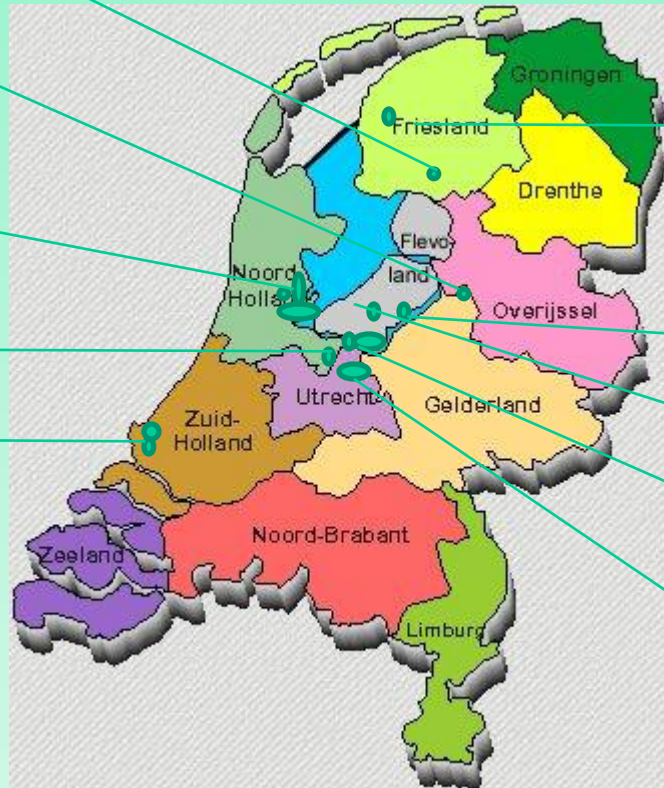 Groningen
Friesland
Drenthe
Flevo-
land
Noord
Holland
Overijssel
Utrecht
Gelderland
Zuid-
Holland
Noord-Brabant
Zeeland
Limburg